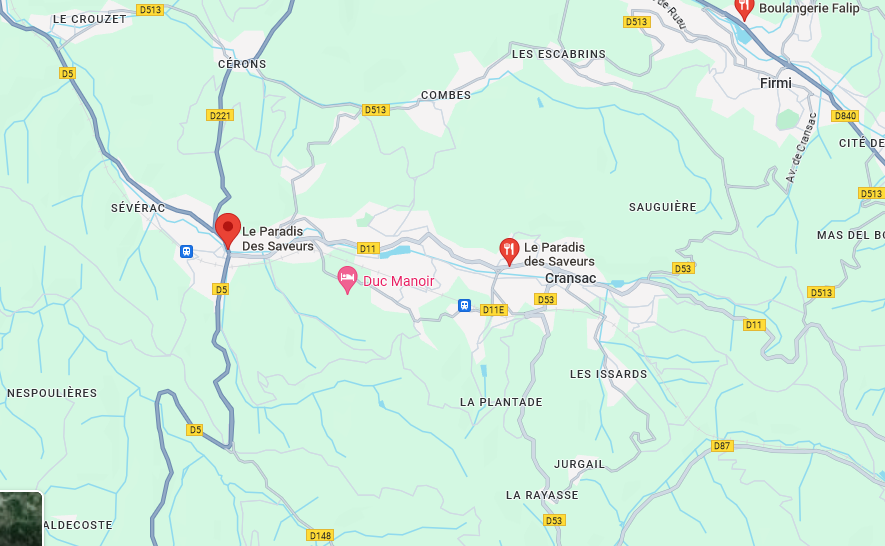 LE CROUZET
D513
de Ruau
Boulangerie Falip
D513
LES ESCABRINS
CÉRONS
D5
Firmi
COMBES
D513
D221
D840
Av. de Cransac
CITÉ DE
D513
SÉVÉRAC
SAUGUIÈRE
Le Paradis
Des Saveurs
MAS DEL BO
D11
Le Paradis
des Saveurs
D53
Cransac
Duc Manoir
D5
D513
D53
D11E
D11
LES ISSARDS
NESPOULIÈRES
LA PLANTADE
D5
D87
JURGAIL
LA RAYASSE
D53
ALDECOSTE
D148